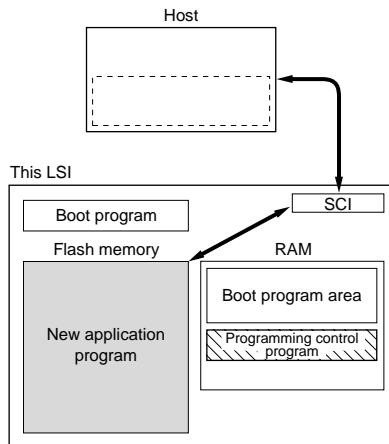 Host
This LSI
SCI
Boot program
Flash memory
RAM
Boot program area
New application
program
Programming control
program